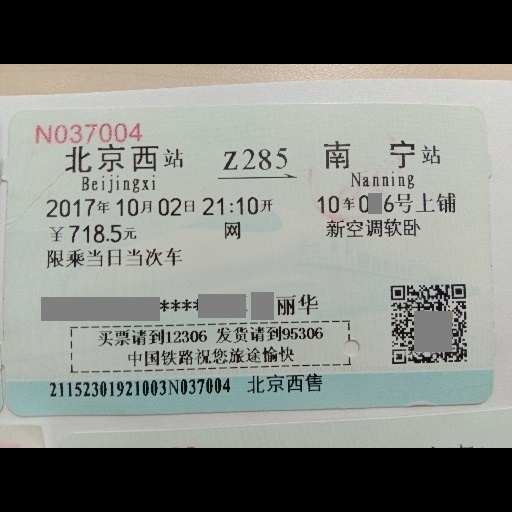 N037004
北京西站 Z285 南宁站
Beijingxi Nanning
2017年10月02日21:10开 10车06号上铺
￥718.5元 网 新空调软卧
限乘当日当次车
****丽华
买票请到12306 发货请到95306
中国铁路祝您旅途愉快
21152301921003N037004 北京西售